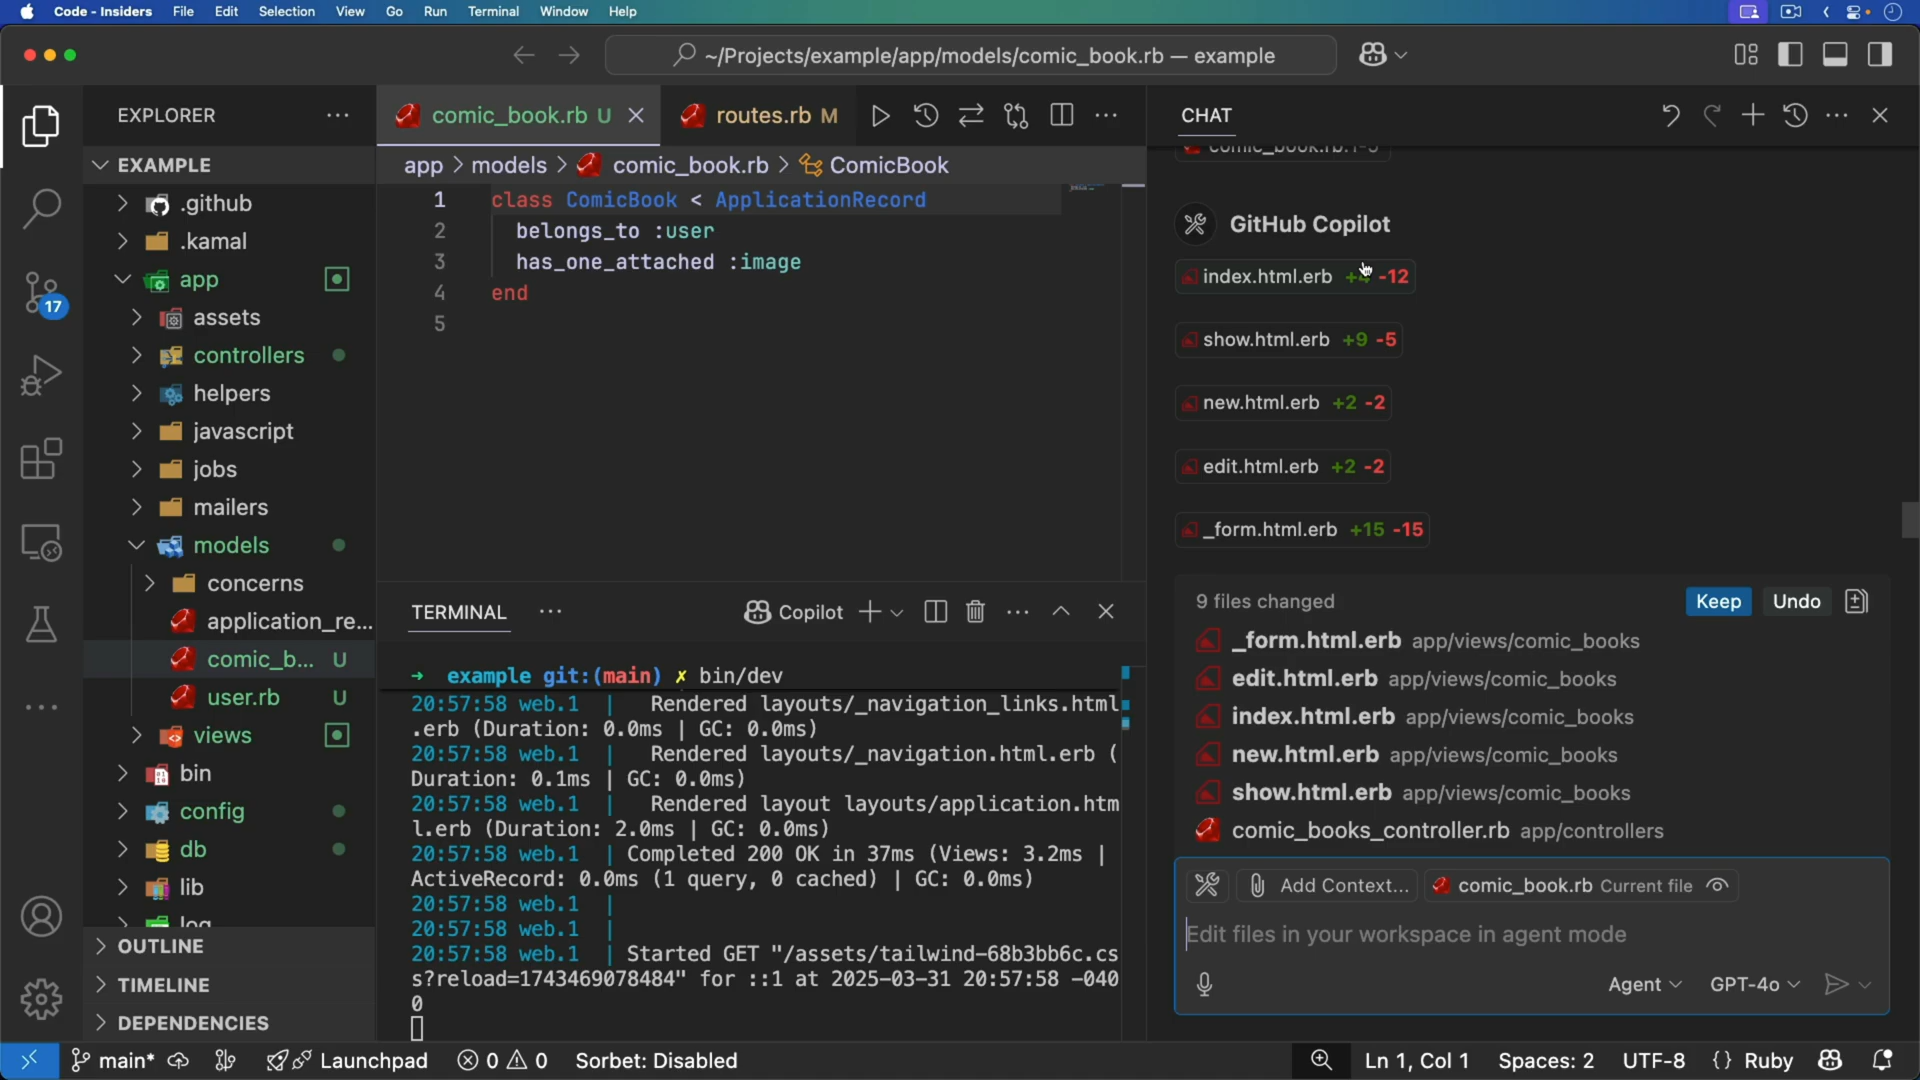 Code - Insiders File Edit Selection View Go Run Terminal Window Help
~/Projects/example/app/models/comic_book.rb — example
EXPLORER
EXAMPLE
.github
.kamal
app
assets
controllers
helpers
javascript
jobs
mailers
models
concerns
application_re...
comic_b... U
user.rb U
views
bin
config
db
lib
log
OUTLINE
TIMELINE
DEPENDENCIES
17
comic_book.rb U
routes.rb M
app > models > comic_book.rb > ComicBook
1 class ComicBook < ApplicationRecord
2 belongs_to :user
3 has_one_attached :image
4 end
5
TERMINAL
Copilot
→ example git:(main) ✗ bin/dev
20:57:58 web.1 | Rendered layouts/_navigation_links.html
.erb (Duration: 0.0ms | GC: 0.0ms)
20:57:58 web.1 | Rendered layouts/_navigation.html.erb (
Duration: 0.1ms | GC: 0.0ms)
20:57:58 web.1 | Rendered layout layouts/application.htm
l.erb (Duration: 2.0ms | GC: 0.0ms)
20:57:58 web.1 | Completed 200 OK in 37ms (Views: 3.2ms |
ActiveRecord: 0.0ms (1 query, 0 cached) | GC: 0.0ms)
20:57:58 web.1 |
20:57:58 web.1 |
20:57:58 web.1 | Started GET "/assets/tailwind-68b3bb6c.cs
s?reload=1743469078484" for ::1 at 2025-03-31 20:57:58 -040
0
CHAT
comic_book.rb:1-5
GitHub Copilot
index.html.erb -12
show.html.erb +9 -5
new.html.erb +2 -2
edit.html.erb +2 -2
_form.html.erb +15 -15
9 files changed
Keep
Undo
_form.html.erb app/views/comic_books
edit.html.erb app/views/comic_books
index.html.erb app/views/comic_books
new.html.erb app/views/comic_books
show.html.erb app/views/comic_books
comic_books_controller.rb app/controllers
Add Context...
comic_book.rb Current file
Edit files in your workspace in agent mode
Agent
GPT-4o
main*
Launchpad
0 0
Sorbet: Disabled
Ln 1, Col 1
Spaces: 2
UTF-8
{} Ruby